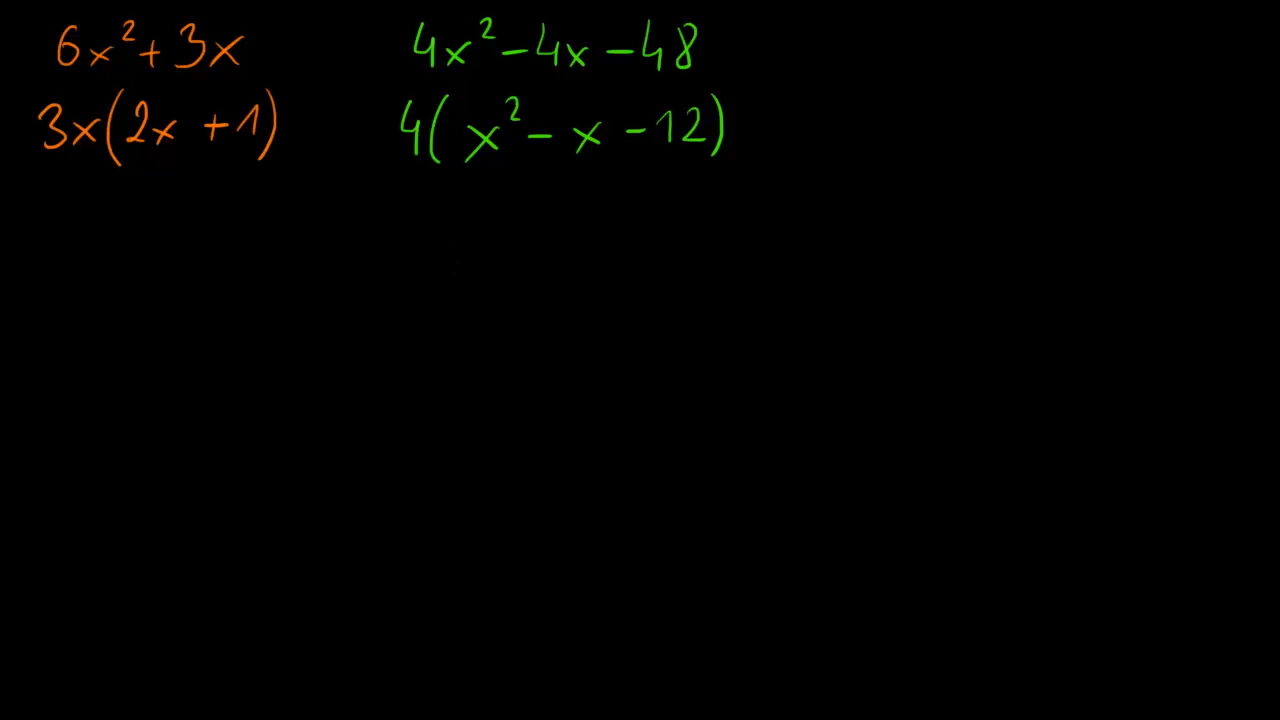 6x² + 3x
3x(2x + 1)
4x² - 4x - 48
4(x² - x - 12)